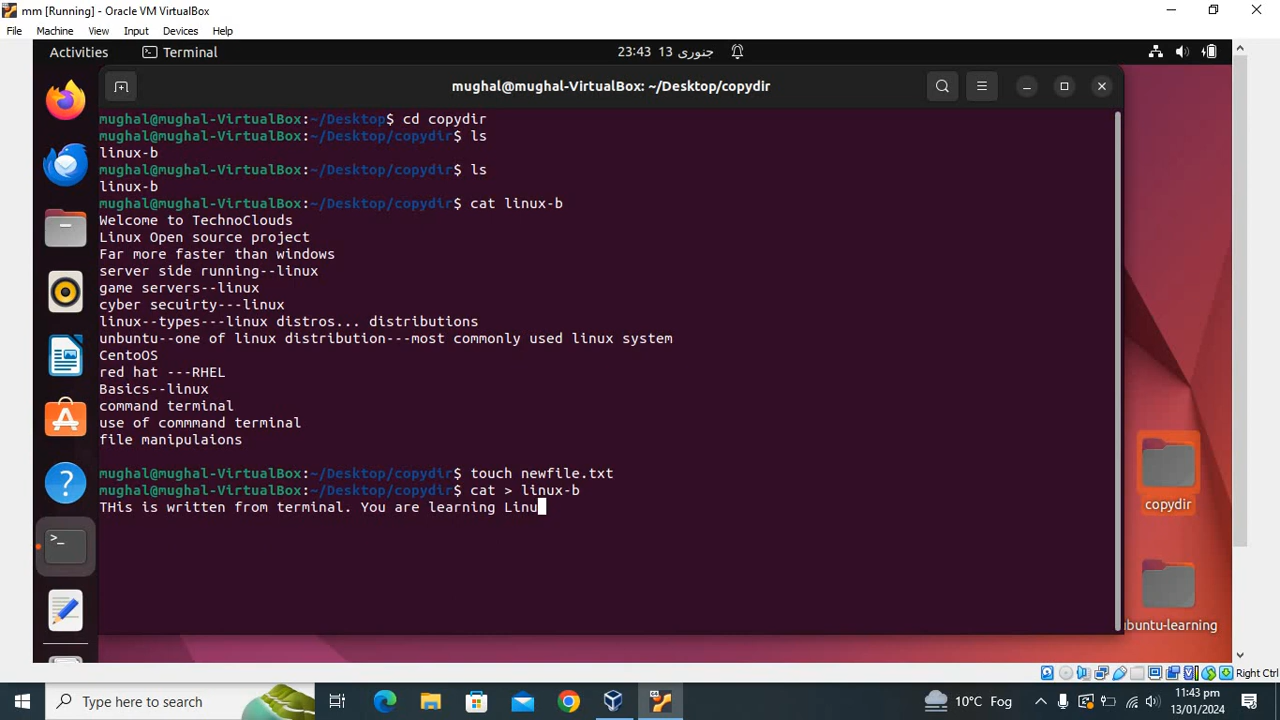 mm [Running] - Oracle VM VirtualBox
File Machine View Input Devices Help
Activities Terminal 23:43 13 جنوری
mughal@mughal-VirtualBox: ~/Desktop/copydir
mughal@mughal-VirtualBox:~/Desktop$ cd copydir
mughal@mughal-VirtualBox:~/Desktop/copydir$ ls
linux-b
mughal@mughal-VirtualBox:~/Desktop/copydir$ ls
linux-b
mughal@mughal-VirtualBox:~/Desktop/copydir$ cat linux-b
Welcome to TechnoClouds
Linux Open source project
Far more faster than windows
server side running--linux
game servers--linux
cyber secuirty---linux
linux--types---linux distros... distributions
unbuntu--one of linux distribution---most commonly used linux system
CentoOS
red hat ---RHEL
Basics--linux
command terminal
use of commmand terminal
file manipulaions
mughal@mughal-VirtualBox:~/Desktop/copydir$ touch newfile.txt
mughal@mughal-VirtualBox:~/Desktop/copydir$ cat > linux-b
THis is written from terminal. You are learning Linu
copydir
ubuntu-learning
Right Ctrl
Type here to search
10°C Fog
11:43 pm
13/01/2024